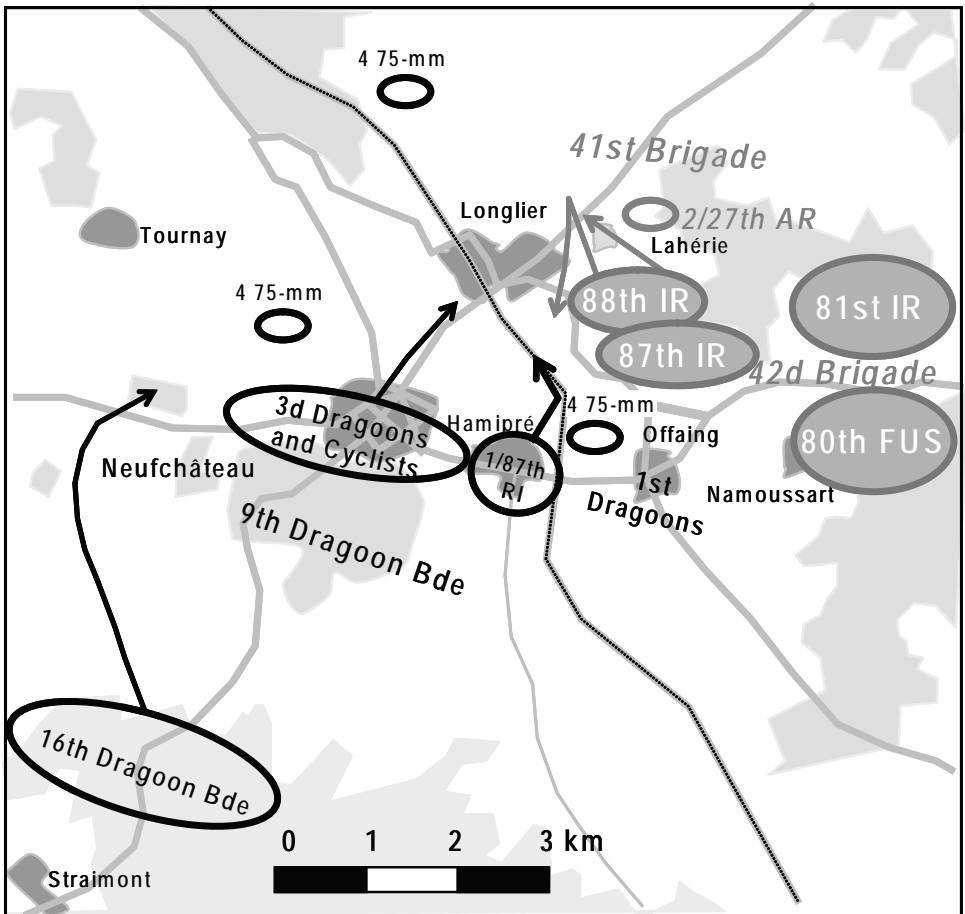 4 75-mm
41st Brigade
Longlier
2/27th AR
Tournay
Lahérie
4 75-mm
88th IR
81st IR
87th IR
42d Brigade
3d Dragoons
and Cyclists
Hamipré
4 75-mm
Offaing
80th FUS
Neufchâteau
1/87th
RI
1st
Dragoons
Namoussart
9th Dragoon Bde
16th Dragoon Bde
0 1 2 3 km
Straimont